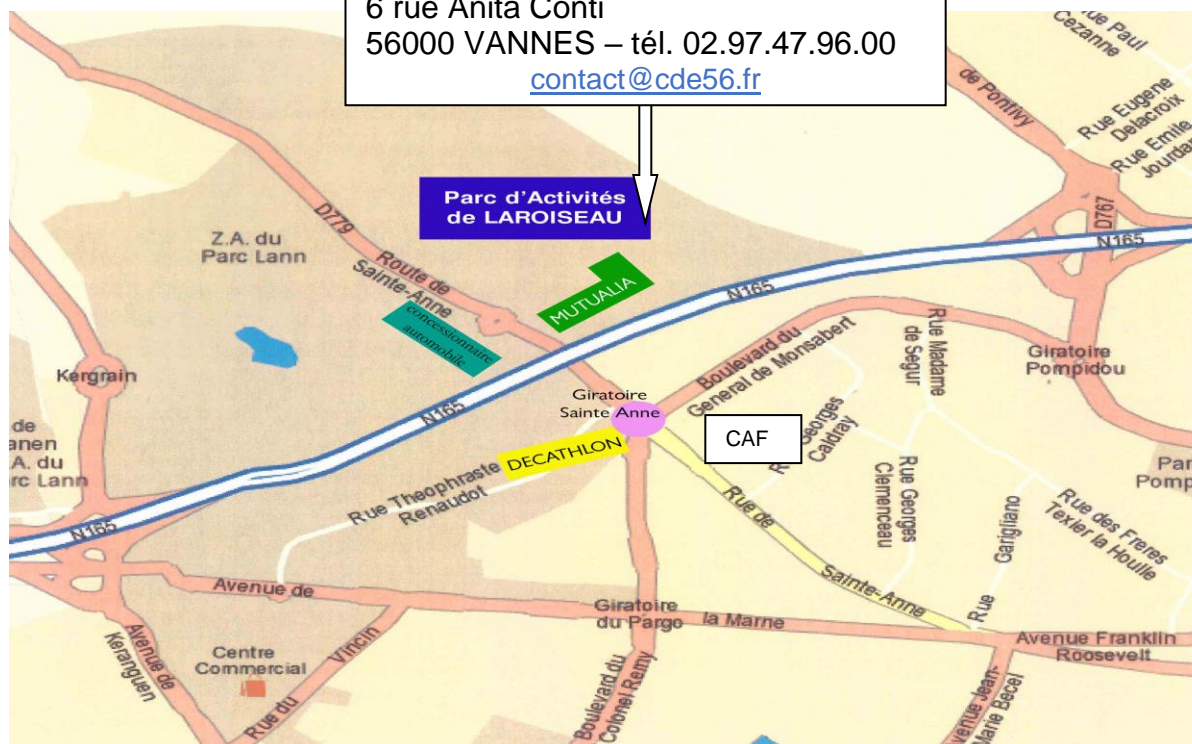 6 rue Anita Conti
56000 VANNES – tél. 02.97.47.96.00
contact@cde56.fr
Rue Paul
Cezanne
de Pontivy
Rue Eugene
Delacroix
Rue Emile
Parc d'Activités
de LAROISEAU
D779
D767
N165
Z.A. du
Parc Lann
Route de
Sainte-Anne
MUTUALIA
N165
concessionnaire
automobile
Boulevard du
General de Monsabert
Rue Madame
de Segur
Giratoire
Pompidou
Kergrain
Giratoire
Sainte Anne
N165
CAF
Georges
Caldray
de
A. du
Lann
DECATHLON
Rue Theophraste
Renaudot
Rue Georges
Clemenceau
Rue de
Sainte-Anne
Rue
Garigliano
Rue des Freres
Texier la Houlle
N165
Avenue de
la Marne
Giratoire
du Pargo
Avenue Franklin
Roosevelt
Avenue de
Keranguen
Centre
Commercial
Rue du
Vincin
Boulevard du
Colonel Remy
Avenue Jean-
Marie Becel